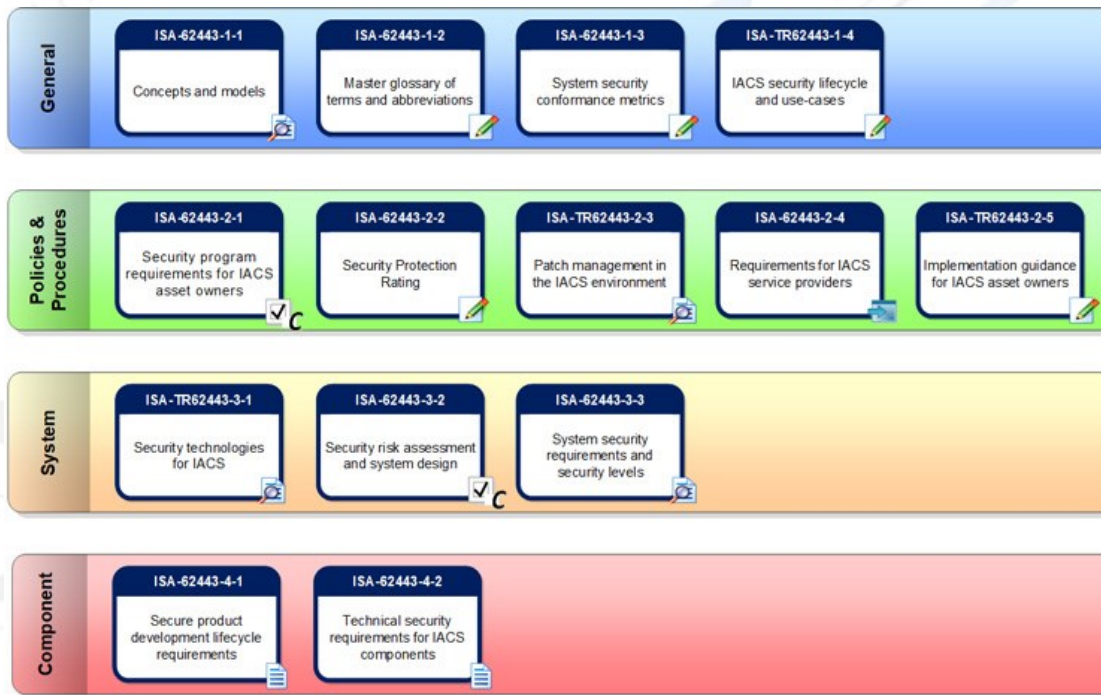 General
ISA-62443-1-1
Concepts and models
ISA-62443-1-2
Master glossary of
terms and abbreviations
ISA-62443-1-3
System security
conformance metrics
ISA-TR62443-1-4
IACS security lifecycle
and use-cases
Policies &
Procedures
ISA-62443-2-1
Security program
requirements for IACS
asset owners
C
ISA-62443-2-2
Security Protection
Rating
ISA-TR62443-2-3
Patch management in
the IACS environment
ISA-62443-2-4
Requirements for IACS
service providers
ISA-TR62443-2-5
Implementation guidance
for IACS asset owners
System
ISA-TR62443-3-1
Security technologies
for IACS
ISA-62443-3-2
Security risk assessment
and system design
C
ISA-62443-3-3
System security
requirements and
security levels
Component
ISA-62443-4-1
Secure product
development lifecycle
requirements
ISA-62443-4-2
Technical security
requirements for IACS
components